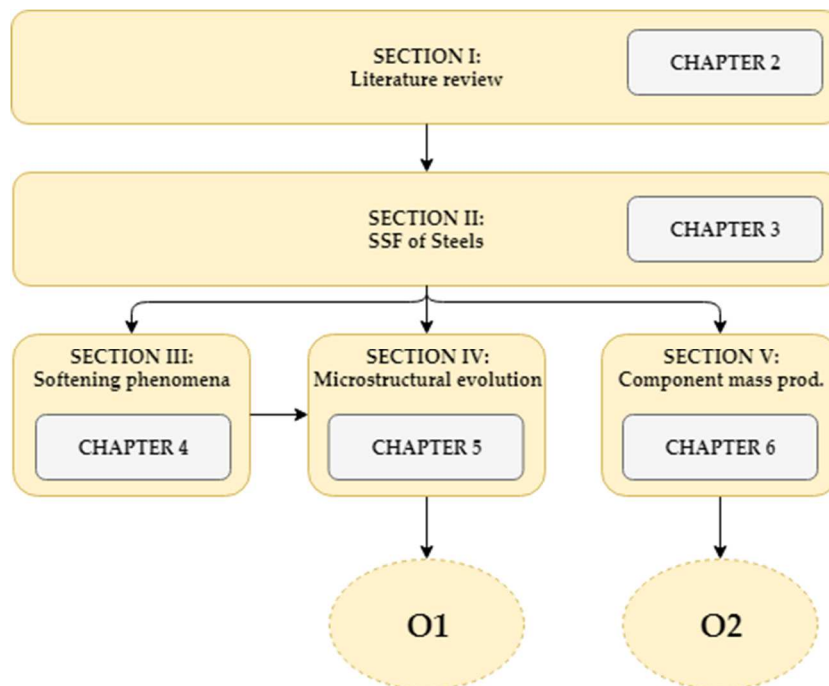 SECTION I:
Literature review
CHAPTER 2
SECTION II:
SSF of Steels
CHAPTER 3
SECTION III:
Softening phenomena
CHAPTER 4
SECTION IV:
Microstructural evolution
CHAPTER 5
SECTION V:
Component mass prod.
CHAPTER 6
O1
O2